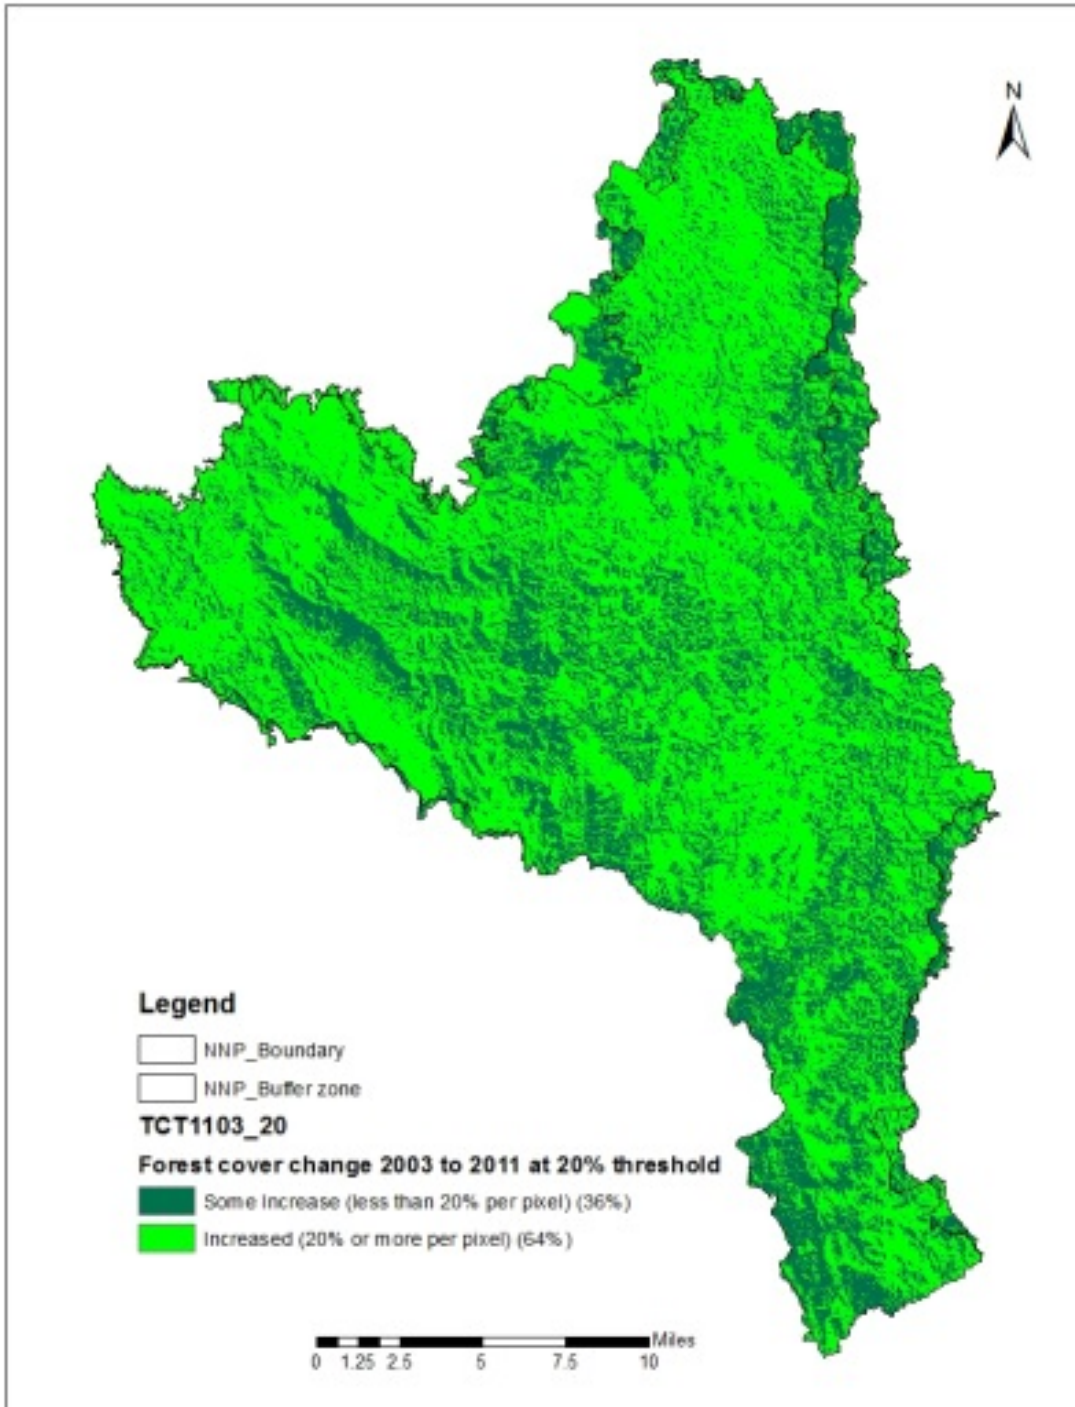 N
Legend
NNP_Boundary
NNP_Buffer zone
TCT1103_20
Forest cover change 2003 to 2011 at 20% threshold
Some Increase (less than 20% per pixel) (36%)
Increased (20% or more per pixel) (64%)
Miles
0 1.25 2.5 5 7.5 10